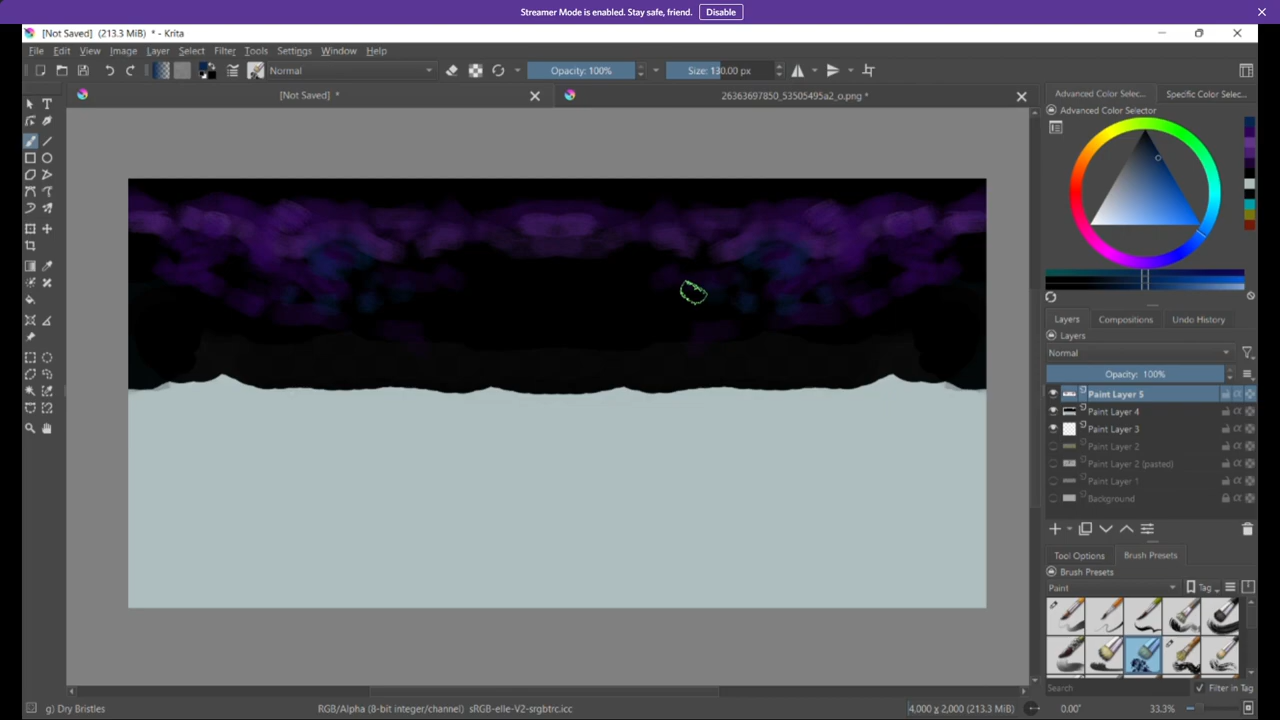 Streamer Mode is enabled. Stay safe, friend. Disable
[Not Saved] (213.3 MiB) * - Krita
File Edit View Image Layer Select Filter Tools Settings Window Help
Normal Opacity: 100% Size: 130.00 px
[Not Saved] * 26363697850_53505495a2_o.png *
Advanced Color Selec... Specific Color Selec...
Advanced Color Selector
Layers Compositions Undo History
Layers
Normal
Opacity: 100%
Paint Layer 5
Paint Layer 4
Paint Layer 3
Paint Layer 2
Paint Layer 2 (pasted)
Paint Layer 1
Background
Tool Options Brush Presets
Brush Presets
Paint Tag
Search Filter in Tag
g) Dry Bristles RGB/Alpha (8-bit integer/channel) sRGB-elle-V2-srgbtrc.icc 4,000 x 2,000 (213.3 MiB) 0.00° 33.3%